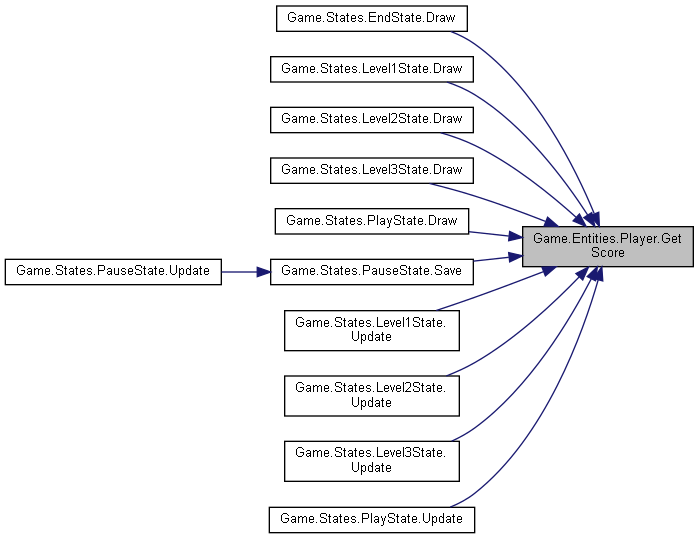 Game.States.EndState.Draw
Game.States.Level1State.Draw
Game.States.Level2State.Draw
Game.States.Level3State.Draw
Game.States.PlayState.Draw
Game.Entities.Player.Get
Score
Game.States.PauseState.Update
Game.States.PauseState.Save
Game.States.Level1State.
Update
Game.States.Level2State.
Update
Game.States.Level3State.
Update
Game.States.PlayState.Update